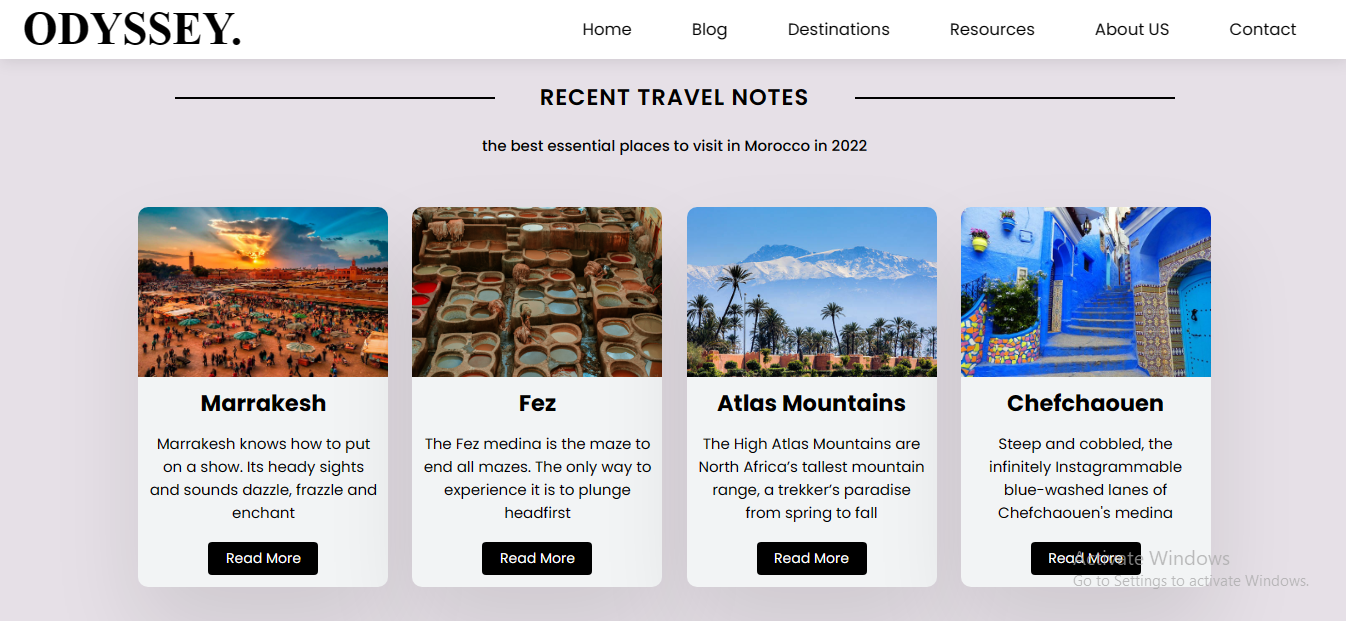 ODYSSEY.
Home Blog Destinations Resources About US Contact
RECENT TRAVEL NOTES
the best essential places to visit in Morocco in 2022
Marrakesh
Marrakesh knows how to put
on a show. Its heady sights
and sounds dazzle, frazzle and
enchant
Read More
Fez
The Fez medina is the maze to
end all mazes. The only way to
experience it is to plunge
headfirst
Read More
Atlas Mountains
The High Atlas Mountains are
North Africa’s tallest mountain
range, a trekker’s paradise
from spring to fall
Read More
Chefchaouen
Steep and cobbled, the
infinitely Instagrammable
blue-washed lanes of
Chefchaouen's medina
Read More
Activate Windows
Go to Settings to activate Windows.